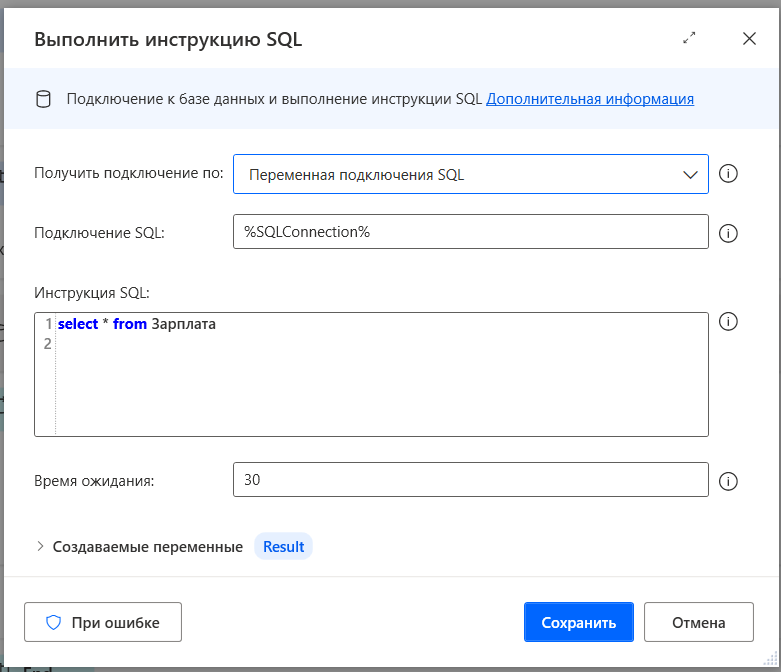 Выполнить инструкцию SQL
Подключение к базе данных и выполнение инструкции SQL Дополнительная информация
Получить подключение по: Переменная подключения SQL
Подключение SQL: %SQLConnection%
Инструкция SQL:
1 select * from Зарплата
2
Время ожидания: 30
Создаваемые переменные Result
При ошибке Сохранить Отмена